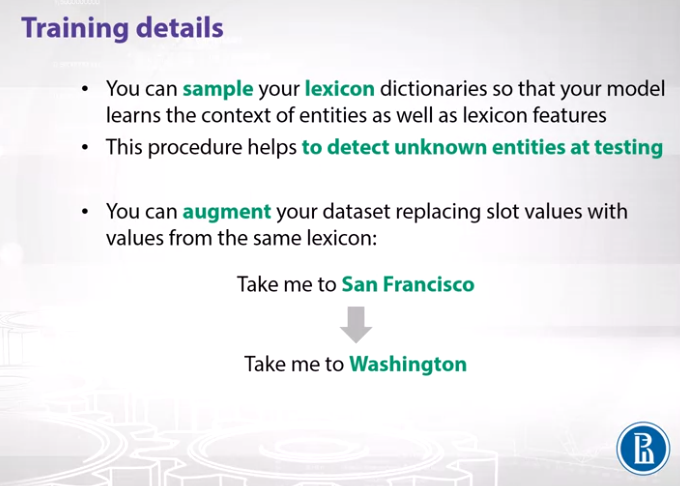 Training details
• You can sample your lexicon dictionaries so that your model
learns the context of entities as well as lexicon features
• This procedure helps to detect unknown entities at testing
• You can augment your dataset replacing slot values with
values from the same lexicon:
Take me to San Francisco
Take me to Washington